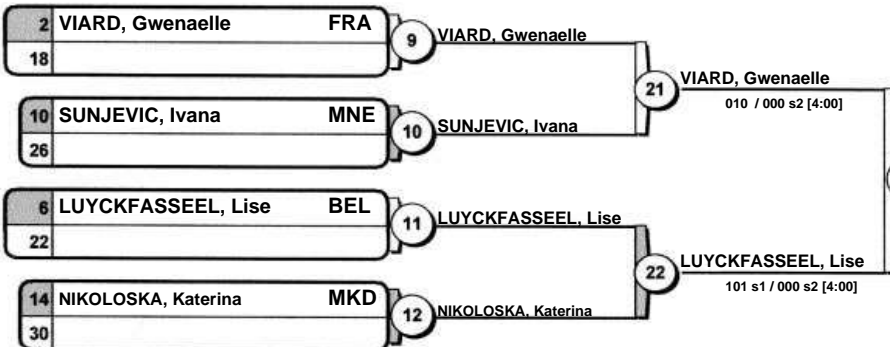 2 VIARD, Gwenaelle FRA
18
9
VIARD, Gwenaelle
10 SUNJEVIC, Ivana MNE
26
10
SUNJEVIC, Ivana
21
VIARD, Gwenaelle
010 / 000 s2 [4:00]
6 LUYCKFASSEEL, Lise BEL
22
11
LUYCKFASSEEL, Lise
14 NIKOLOSKA, Katerina MKD
30
12
NIKOLOSKA, Katerina
22
LUYCKFASSEEL, Lise
101 s1 / 000 s2 [4:00]